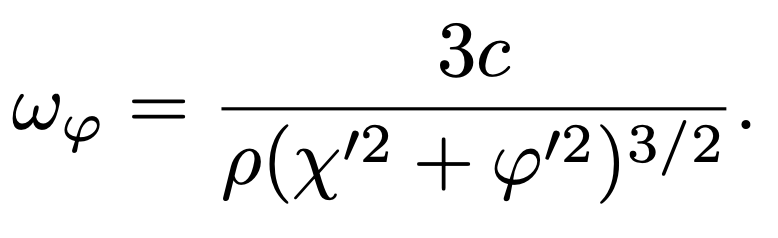 ω_φ = 3c / ρ(χ′² + φ′²)^{3/2}.